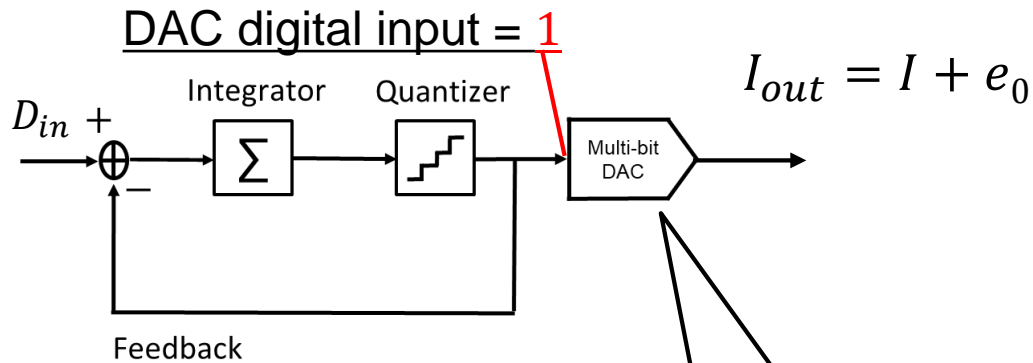 DAC digital input = 1
I_out = I + e_0
Integrator
Quantizer
D_in +
Σ
Multi-bit
DAC
−
Feedback